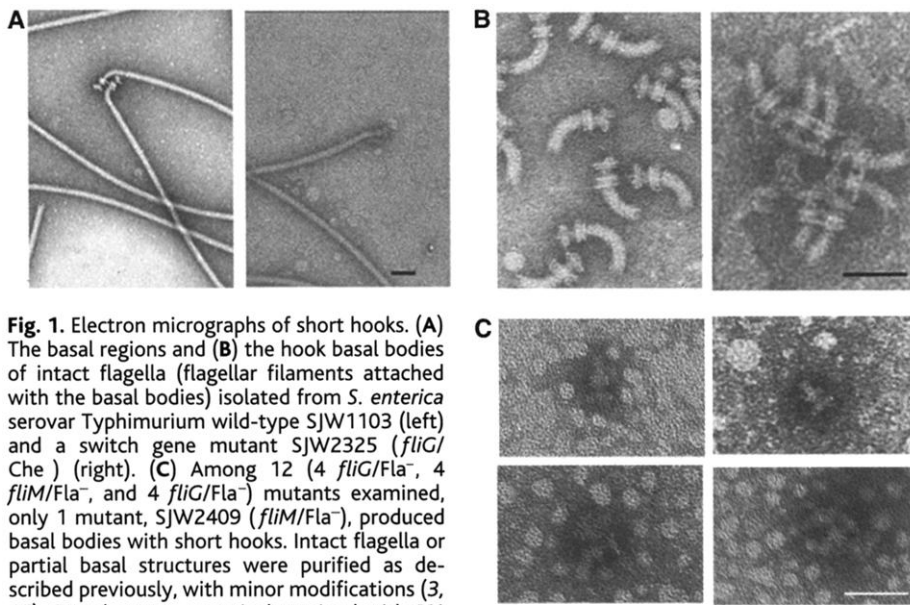 A
B
Fig. 1. Electron micrographs of short hooks. (A)
The basal regions and (B) the hook basal bodies
of intact flagella (flagellar filaments attached
with the basal bodies) isolated from S. enterica
serovar Typhimurium wild-type SJW1103 (left)
and a switch gene mutant SJW2325 (fliG/
Che ) (right). (C) Among 12 (4 fliG/Fla⁻, 4
fliM/Fla⁻, and 4 fliG/Fla⁻) mutants examined,
only 1 mutant, SJW2409 (fliM/Fla⁻), produced
basal bodies with short hooks. Intact flagella or
partial basal structures were purified as de-
scribed previously, with minor modifications (3,
C